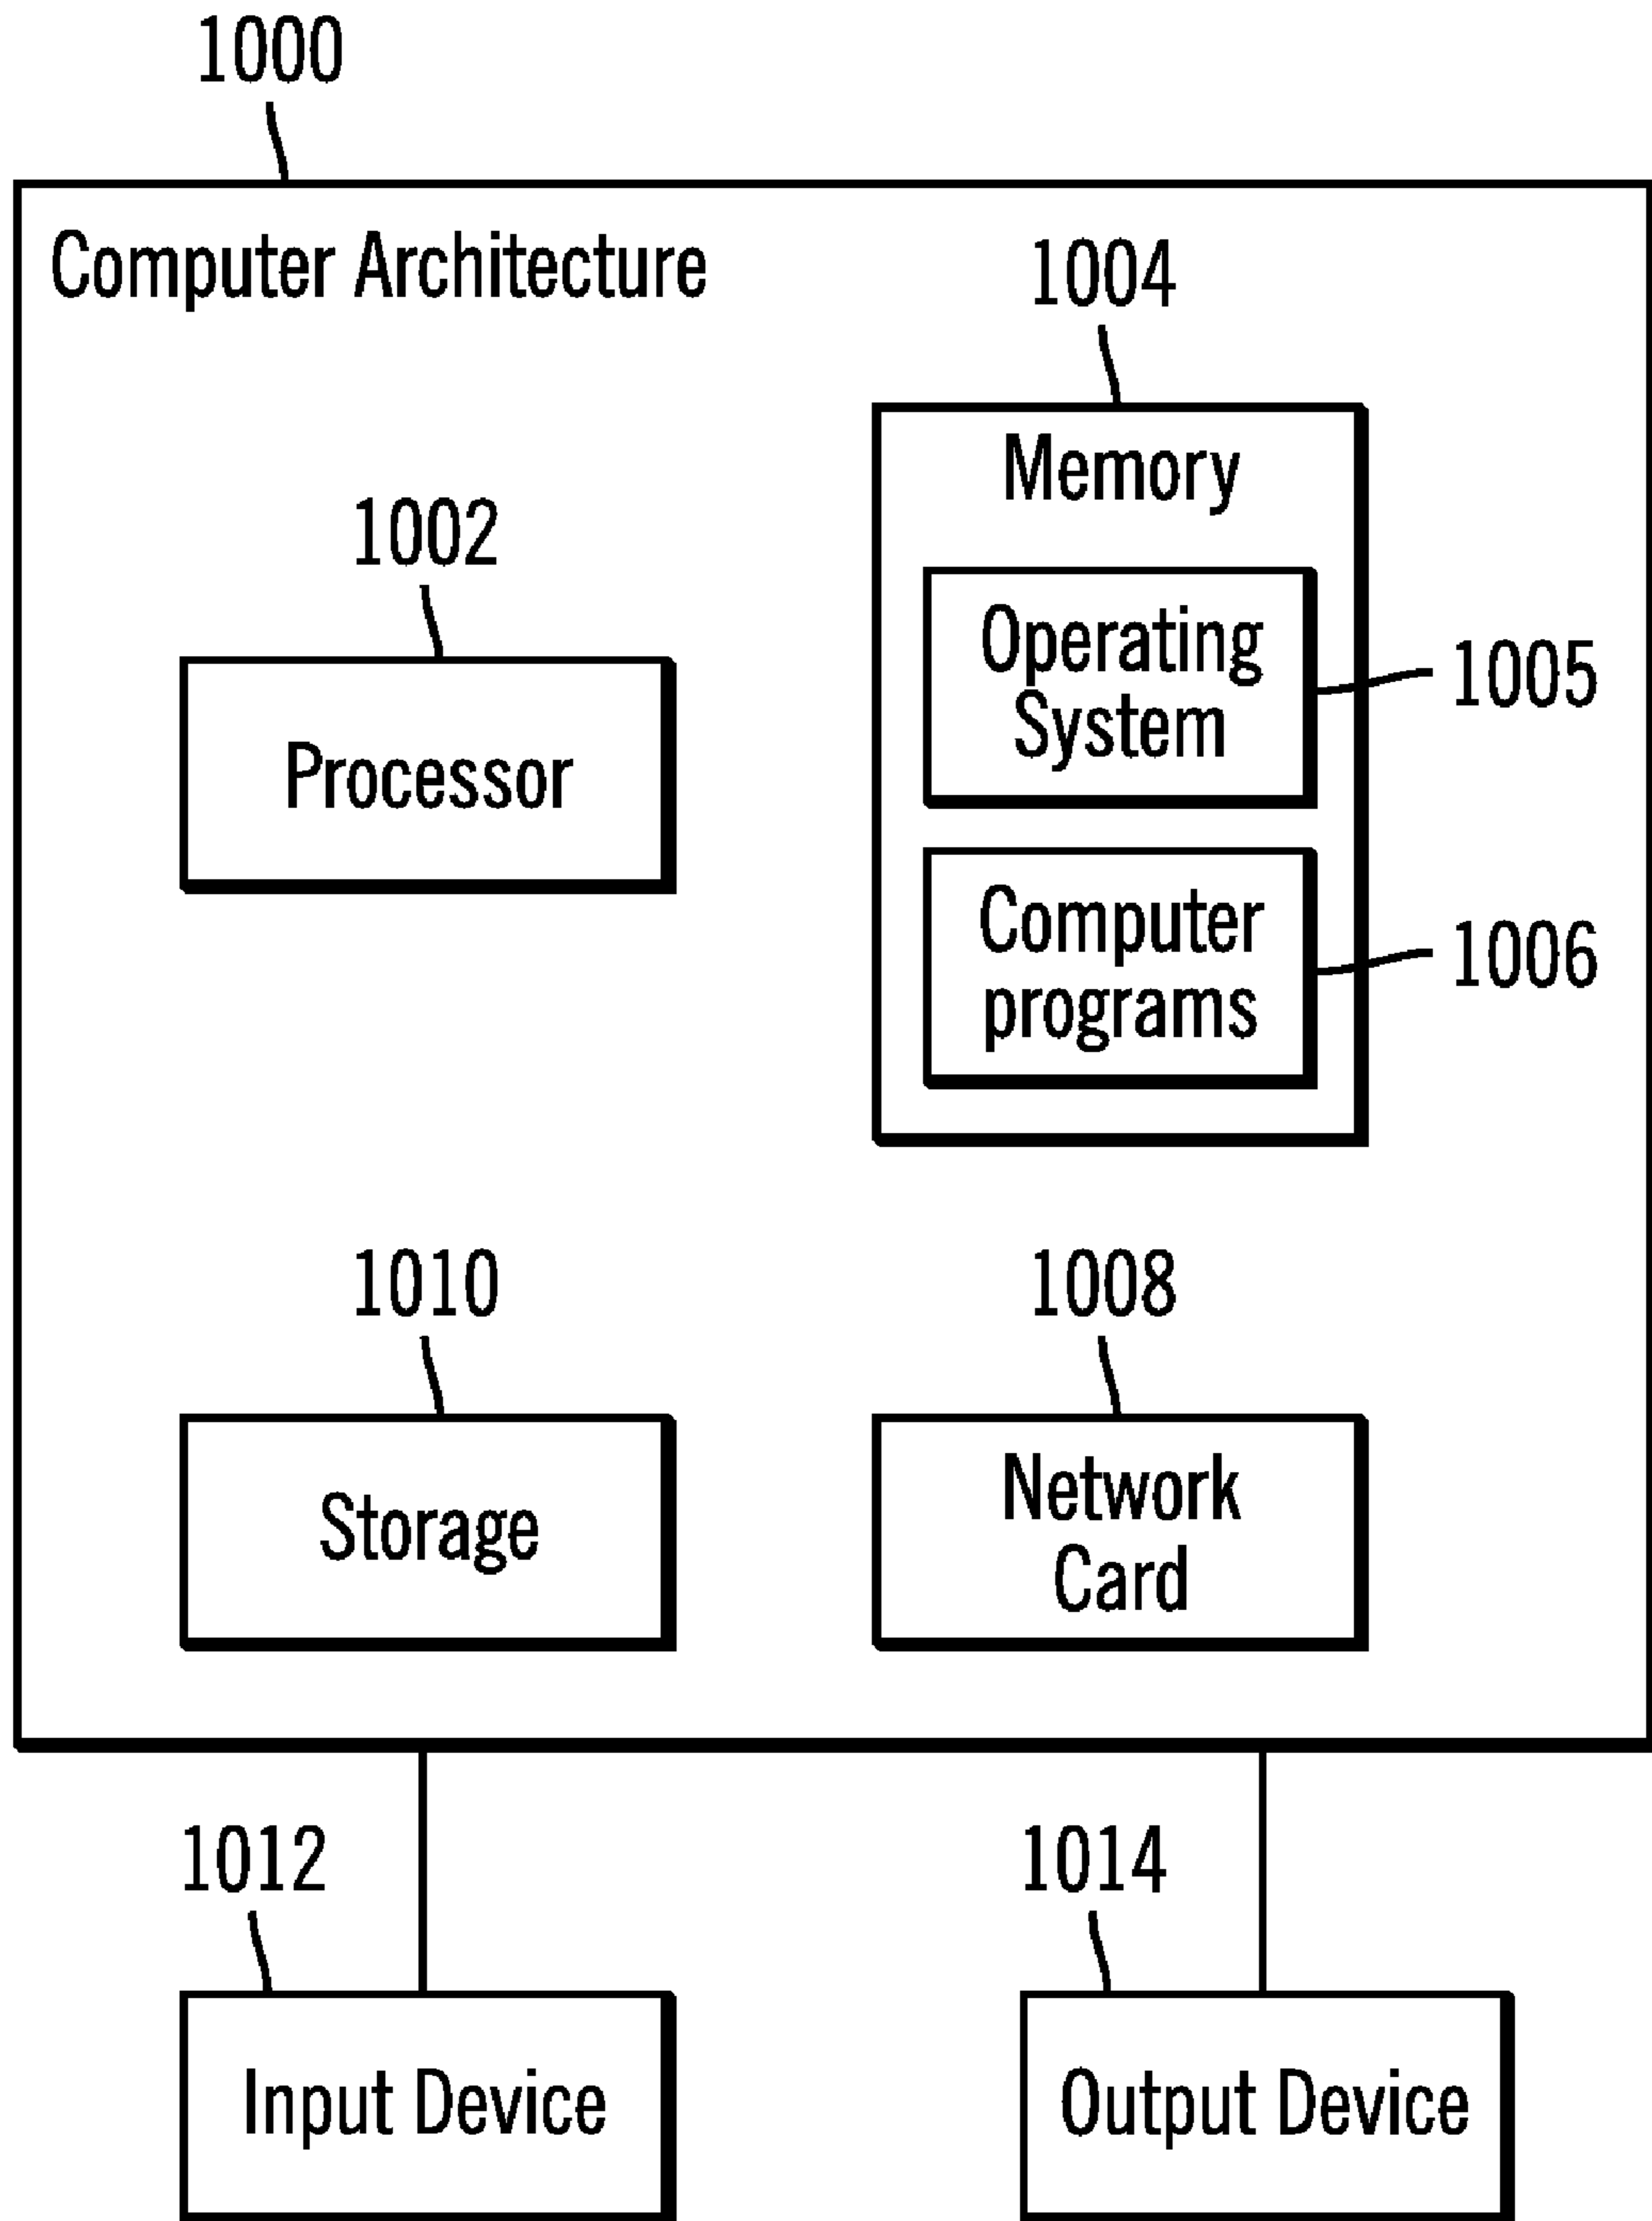 1000
Computer Architecture
1004
Memory
1002
Operating
System
1005
Processor
Computer
programs
1006
1010
1008
Storage
Network
Card
1012
1014
Input Device
Output Device